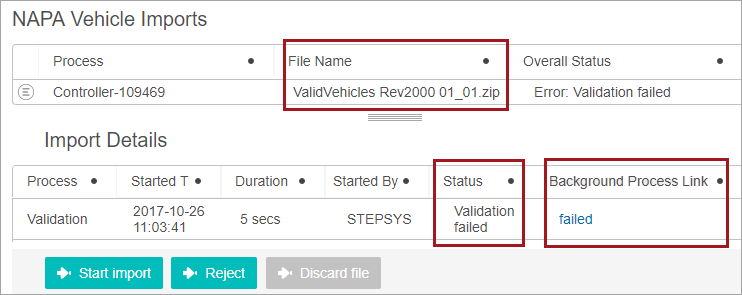 NAPA Vehicle Imports
Process File Name Overall Status
Controller-109469 ValidVehicles Rev2000 01_01.zip Error: Validation failed
Import Details
Process Started T Duration Started By Status Background Process Link
Validation 2017-10-26 11:03:41 5 secs STEPSYS Validation failed failed
Start import Reject Discard file